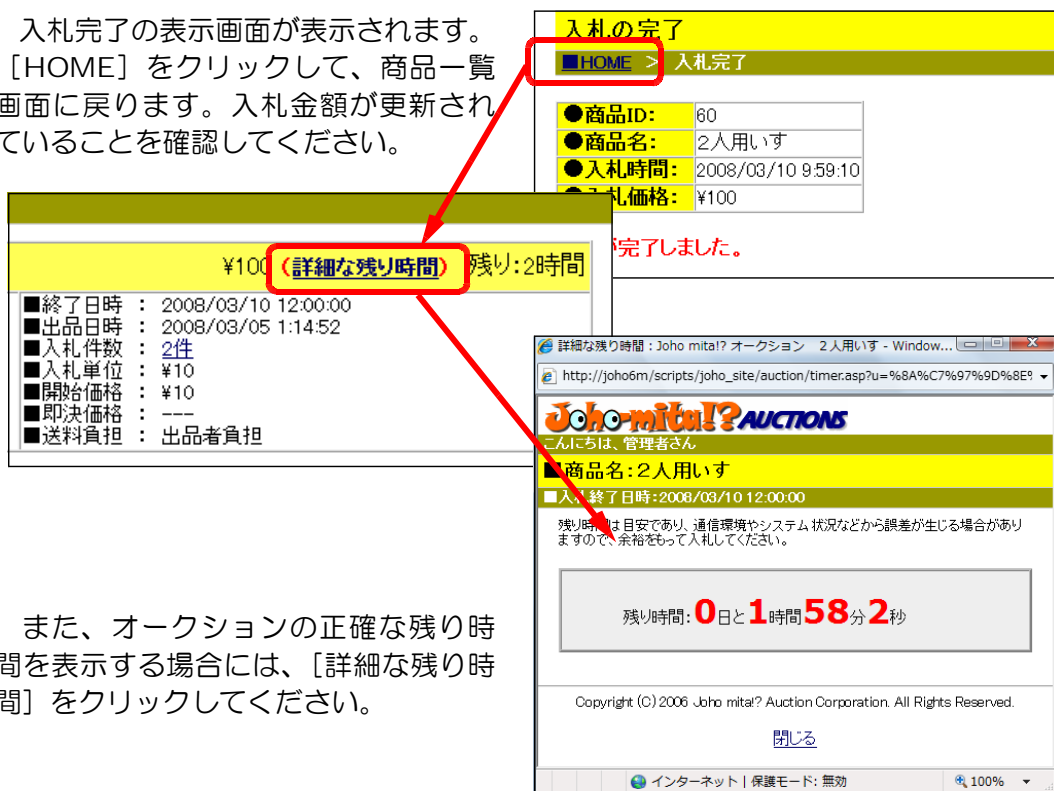 入札完了の表示画面が表示されます。
［HOME］をクリックして、商品一覧
画面に戻ります。入札金額が更新され
ていることを確認してください。
入札の完了
■HOME > 入札完了
●商品ID: 60
●商品名: 2人用いす
●入札時間: 2008/03/10 9:59:10
●入札価格: ¥100
が完了しました。
¥100 (詳細な残り時間) 残り:2時間
■終了日時 : 2008/03/10 12:00:00
■出品日時 : 2008/03/05 1:14:52
■入札件数 : 2件
■入札単位 : ¥10
■開始価格 : ¥10
■即決価格 : ---
■送料負担 : 出品者負担
詳細な残り時間 : Joho mita!? オークション 2人用いす - Window...
http://joho6m/scripts/joho_site/auction/timer.asp?u=%8A%C7%97%9D%8E%
Joho-mita!?AUCTIONS
こんにちは、管理者さん
■商品名:2人用いす
■入札終了日時:2008/03/10 12:00:00
残り時間は目安であり、通信環境やシステム状況などから誤差が生じる場合があり
ますので、余裕をもって入札してください。
残り時間:0日と1時間58分2秒
Copyright (C) 2006 Joho mita!? Auction Corporation. All Rights Reserved.
閉じる
インターネット | 保護モード: 無効 100%
また、オークションの正確な残り時
間を表示する場合には、［詳細な残り時
間］をクリックしてください。